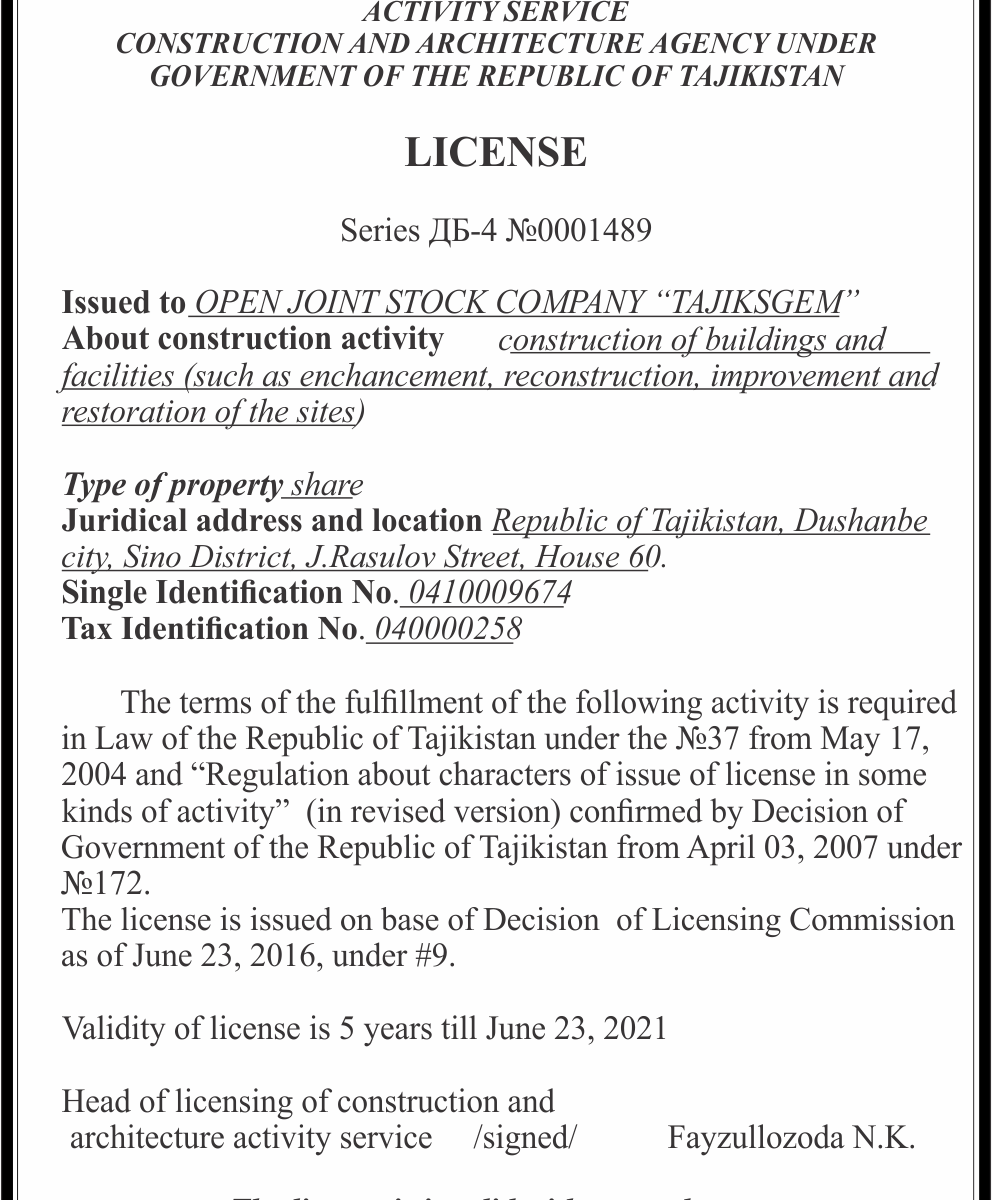 ACTIVITY SERVICE
CONSTRUCTION AND ARCHITECTURE AGENCY UNDER
GOVERNMENT OF THE REPUBLIC OF TAJIKISTAN
LICENSE
Series ДБ-4 №0001489
Issued to OPEN JOINT STOCK COMPANY “TAJIKSGEM”
About construction activity construction of buildings and
facilities (such as enchancement, reconstruction, improvement and
restoration of the sites)
Type of property share
Juridical address and location Republic of Tajikistan, Dushanbe
city, Sino District, J.Rasulov Street, House 60.
Single Identification No. 0410009674
Tax Identification No. 040000258
The terms of the fulfillment of the following activity is required
in Law of the Republic of Tajikistan under the №37 from May 17,
2004 and “Regulation about characters of issue of license in some
kinds of activity” (in revised version) confirmed by Decision of
Government of the Republic of Tajikistan from April 03, 2007 under
№172.
The license is issued on base of Decision of Licensing Commission
as of June 23, 2016, under #9.
Validity of license is 5 years till June 23, 2021
Head of licensing of construction and
architecture activity service /signed/ Fayzullozoda N.K.